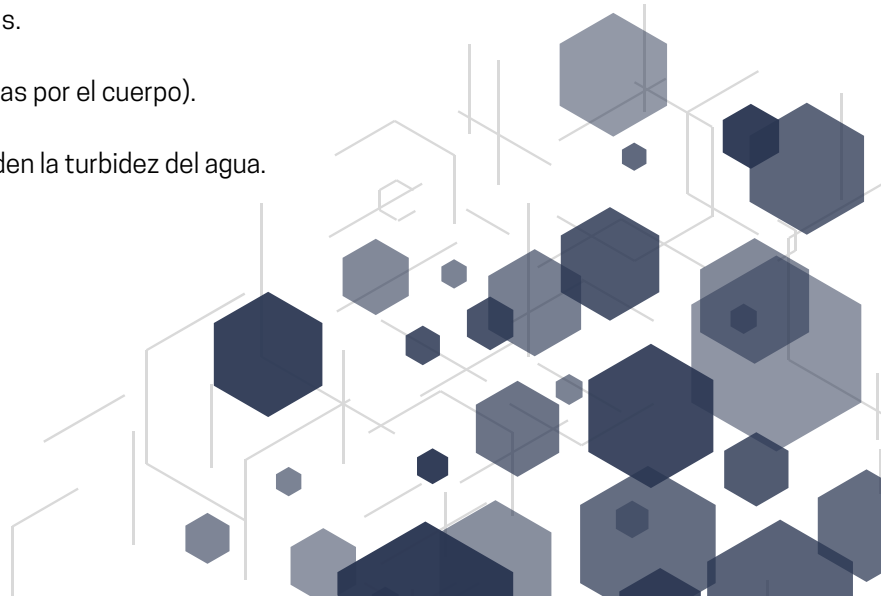 s.
as por el cuerpo).
den la turbidez del agua.